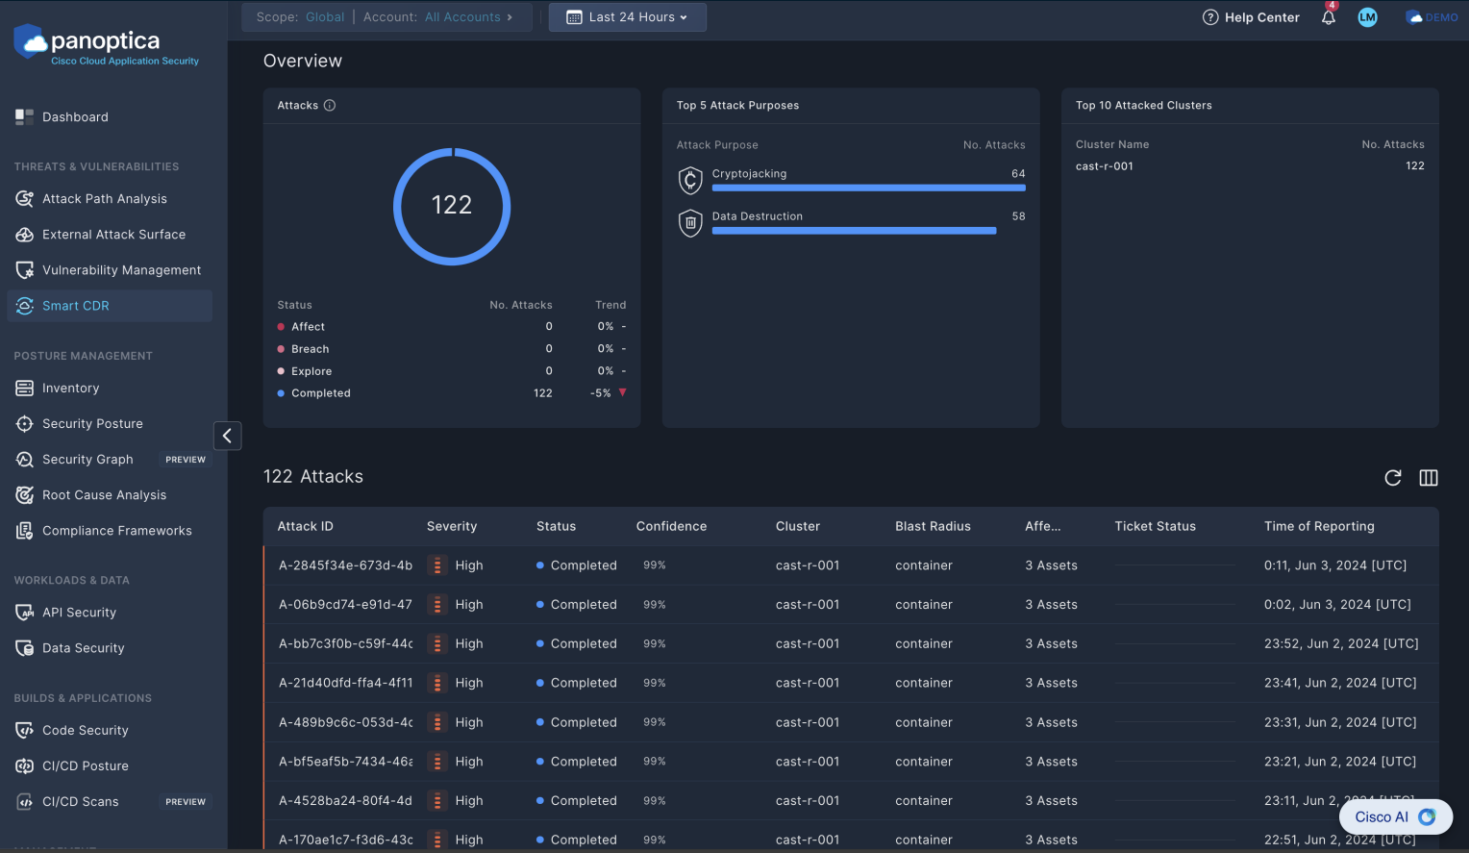 panoptica
Cisco Cloud Application Security
Scope: Global | Account: All Accounts
Last 24 Hours
Help Center
4
LM
DEMO
Dashboard
THREATS & VULNERABILITIES
Attack Path Analysis
External Attack Surface
Vulnerability Management
Smart CDR
POSTURE MANAGEMENT
Inventory
Security Posture
Security Graph PREVIEW
Root Cause Analysis
Compliance Frameworks
WORKLOADS & DATA
API Security
Data Security
BUILDS & APPLICATIONS
Code Security
CI/CD Posture
CI/CD Scans PREVIEW
Overview
Attacks
122
Status No. Attacks Trend
Affect 0 0% -
Breach 0 0% -
Explore 0 0% -
Completed 122 -5%
Top 5 Attack Purposes
Attack Purpose No. Attacks
Cryptojacking 64
Data Destruction 58
Top 10 Attacked Clusters
Cluster Name No. Attacks
cast-r-001 122
122 Attacks
Attack ID Severity Status Confidence Cluster Blast Radius Affe... Ticket Status Time of Reporting
A-2845f34e-673d-4b High Completed 99% cast-r-001 container 3 Assets 0:11, Jun 3, 2024 [UTC]
A-06b9cd74-e91d-47 High Completed 99% cast-r-001 container 3 Assets 0:02, Jun 3, 2024 [UTC]
A-bb7c3f0b-c59f-44c High Completed 99% cast-r-001 container 3 Assets 23:52, Jun 2, 2024 [UTC]
A-21d40dfd-ffa4-4f11 High Completed 99% cast-r-001 container 3 Assets 23:41, Jun 2, 2024 [UTC]
A-489b9c6c-053d-4c High Completed 99% cast-r-001 container 3 Assets 23:31, Jun 2, 2024 [UTC]
A-bf5eaf5b-7434-46a High Completed 99% cast-r-001 container 3 Assets 23:21, Jun 2, 2024 [UTC]
A-4528ba24-80f4-4d High Completed 99% cast-r-001 container 3 Assets 23:11, Jun 2,
A-170ae1c7-f3d6-43c High Completed 99% cast-r-001 container 3 Assets 22:51, Jun 2, 2024 [UTC]
Cisco AI